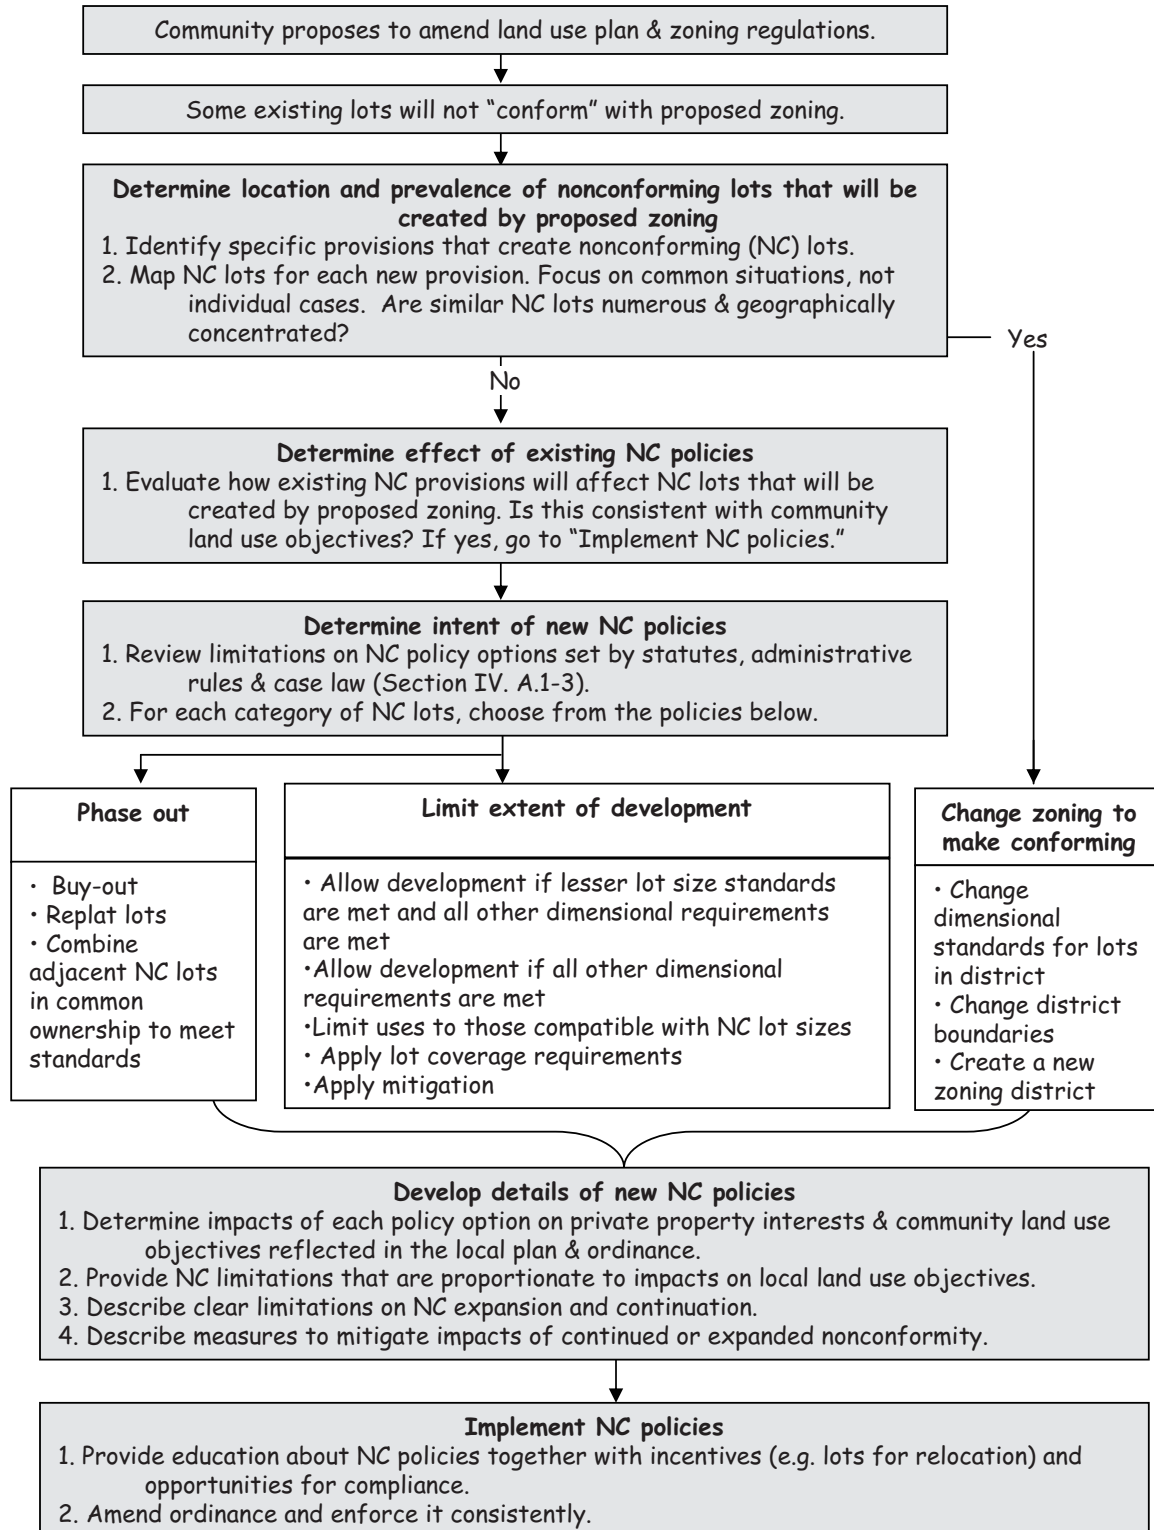 Community proposes to amend land use plan & zoning regulations.
Some existing lots will not “conform” with proposed zoning.
Determine location and prevalence of nonconforming lots that will be
created by proposed zoning
1. Identify specific provisions that create nonconforming (NC) lots.
2. Map NC lots for each new provision. Focus on common situations, not
individual cases.  Are similar NC lots numerous & geographically
concentrated?
Yes
No
Determine effect of existing NC policies
1. Evaluate how existing NC provisions will affect NC lots that will be
created by proposed zoning. Is this consistent with community
land use objectives? If yes, go to “Implement NC policies.”
Determine intent of new NC policies
1. Review limitations on NC policy options set by statutes, administrative
rules & case law (Section IV. A.1-3).
2. For each category of NC lots, choose from the policies below.
Phase out
• Buy-out
• Replat lots
• Combine
adjacent NC lots
in common
ownership to meet
standards
Limit extent of development
• Allow development if lesser lot size standards
are met and all other dimensional requirements
are met
•Allow development if all other dimensional
requirements are met
•Limit uses to those compatible with NC lot sizes
• Apply lot coverage requirements
•Apply mitigation
Change zoning to
make conforming
• Change
dimensional
standards for lots
in district
• Change district
boundaries
• Create a new
zoning district
Develop details of new NC policies
1. Determine impacts of each policy option on private property interests & community land use
objectives reflected in the local plan & ordinance.
2. Provide NC limitations that are proportionate to impacts on local land use objectives.
3. Describe clear limitations on NC expansion and continuation.
4. Describe measures to mitigate impacts of continued or expanded nonconformity.
Implement NC policies
1. Provide education about NC policies together with incentives (e.g. lots for relocation) and
opportunities for compliance.
2. Amend ordinance and enforce it consistently.